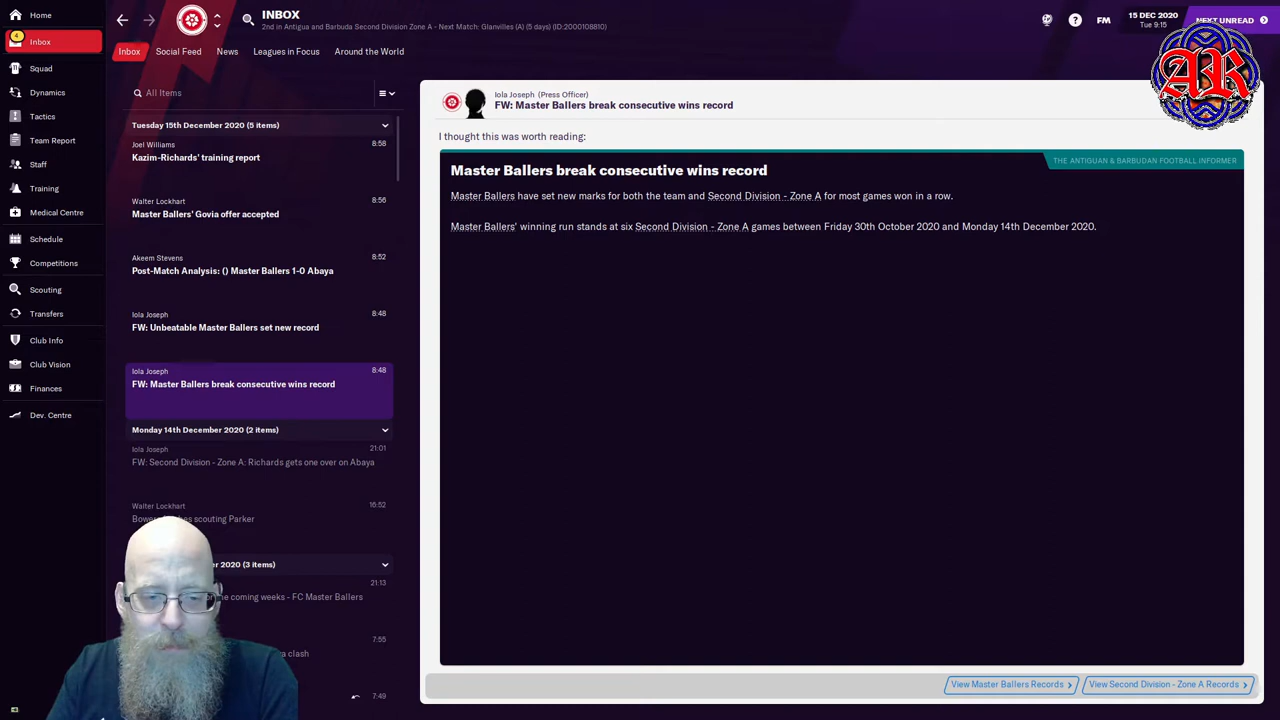 INBOX
2nd in Antigua and Barbuda Second Division Zone A - Next Match: Glanvilles (A) (5 days) (ID:2000108810)
FM
15 DEC 2020
Tue 9:15
NEXT UNREAD
AR
Home
4
Inbox
Squad
Dynamics
Tactics
Team Report
Staff
Training
Medical Centre
Schedule
Competitions
Scouting
Transfers
Club Info
Club Vision
Finances
Dev. Centre
Inbox
Social Feed
News
Leagues in Focus
Around the World
All Items
Tuesday 15th December 2020 (5 items)
Joel Williams 8:58
Kazim-Richards' training report
Walter Lockhart 8:56
Master Ballers' Govia offer accepted
Akeem Stevens 8:52
Post-Match Analysis: () Master Ballers 1-0 Abaya
Iola Joseph 8:48
FW: Unbeatable Master Ballers set new record
Iola Joseph 8:48
FW: Master Ballers break consecutive wins record
Monday 14th December 2020 (2 items)
Iola Joseph 21:01
FW: Second Division - Zone A: Richards gets one over on Abaya
Walter Lockhart 16:52
scouting Parker
2020 (3 items)
21:13
coming weeks - FC Master Ballers
7:55
clash
7:49
Iola Joseph (Press Officer)
FW: Master Ballers break consecutive wins record
I thought this was worth reading:
THE ANTIGUAN & BARBUDAN FOOTBALL INFORMER
Master Ballers break consecutive wins record
Master Ballers have set new marks for both the team and Second Division - Zone A for most games won in a row.
Master Ballers' winning run stands at six Second Division - Zone A games between Friday 30th October 2020 and Monday 14th December 2020.
View Master Ballers Records
View Second Division - Zone A Records